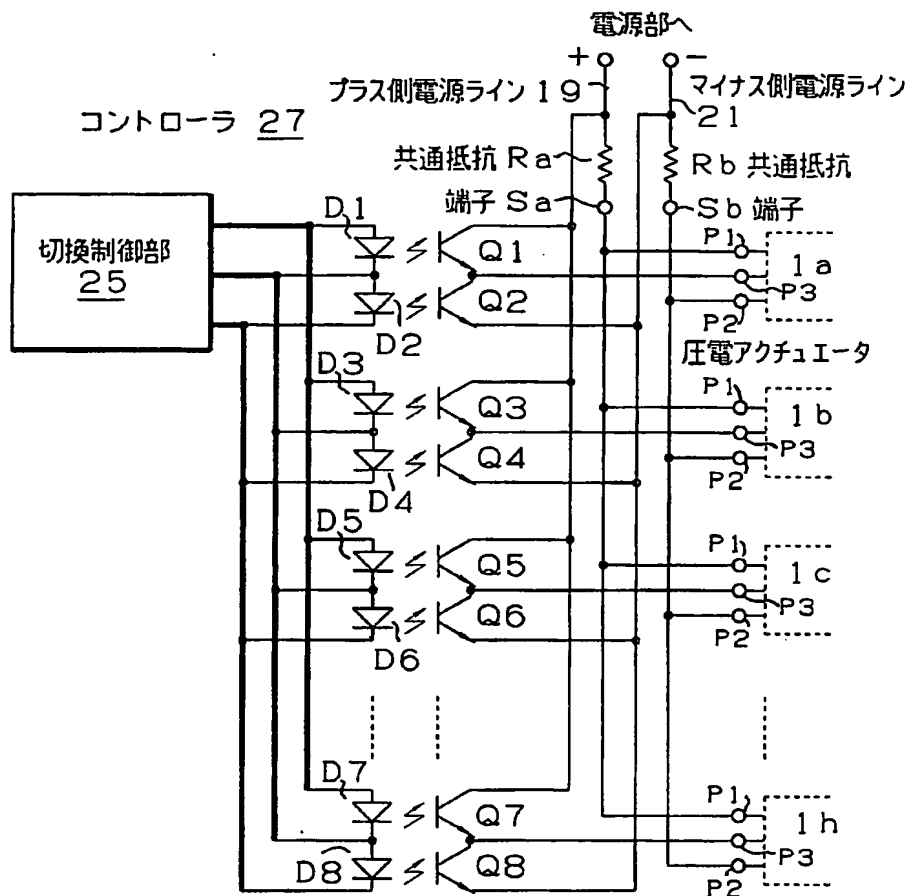 電源部へ
+ −
プラス側電源ライン 19
マイナス側電源ライン
21
コントローラ 27
共通抵抗 Ra
Rb 共通抵抗
端子 Sa
Sb 端子
切換制御部
25
D1
Q1
P1
1a
P3
D2
Q2
P2
圧電アクチュエータ
D3
Q3
P1
1b
P3
D4
Q4
P2
D5
Q5
P1
1c
P3
D6
Q6
P2
D7
Q7
P1
1h
P3
D8
Q8
P2